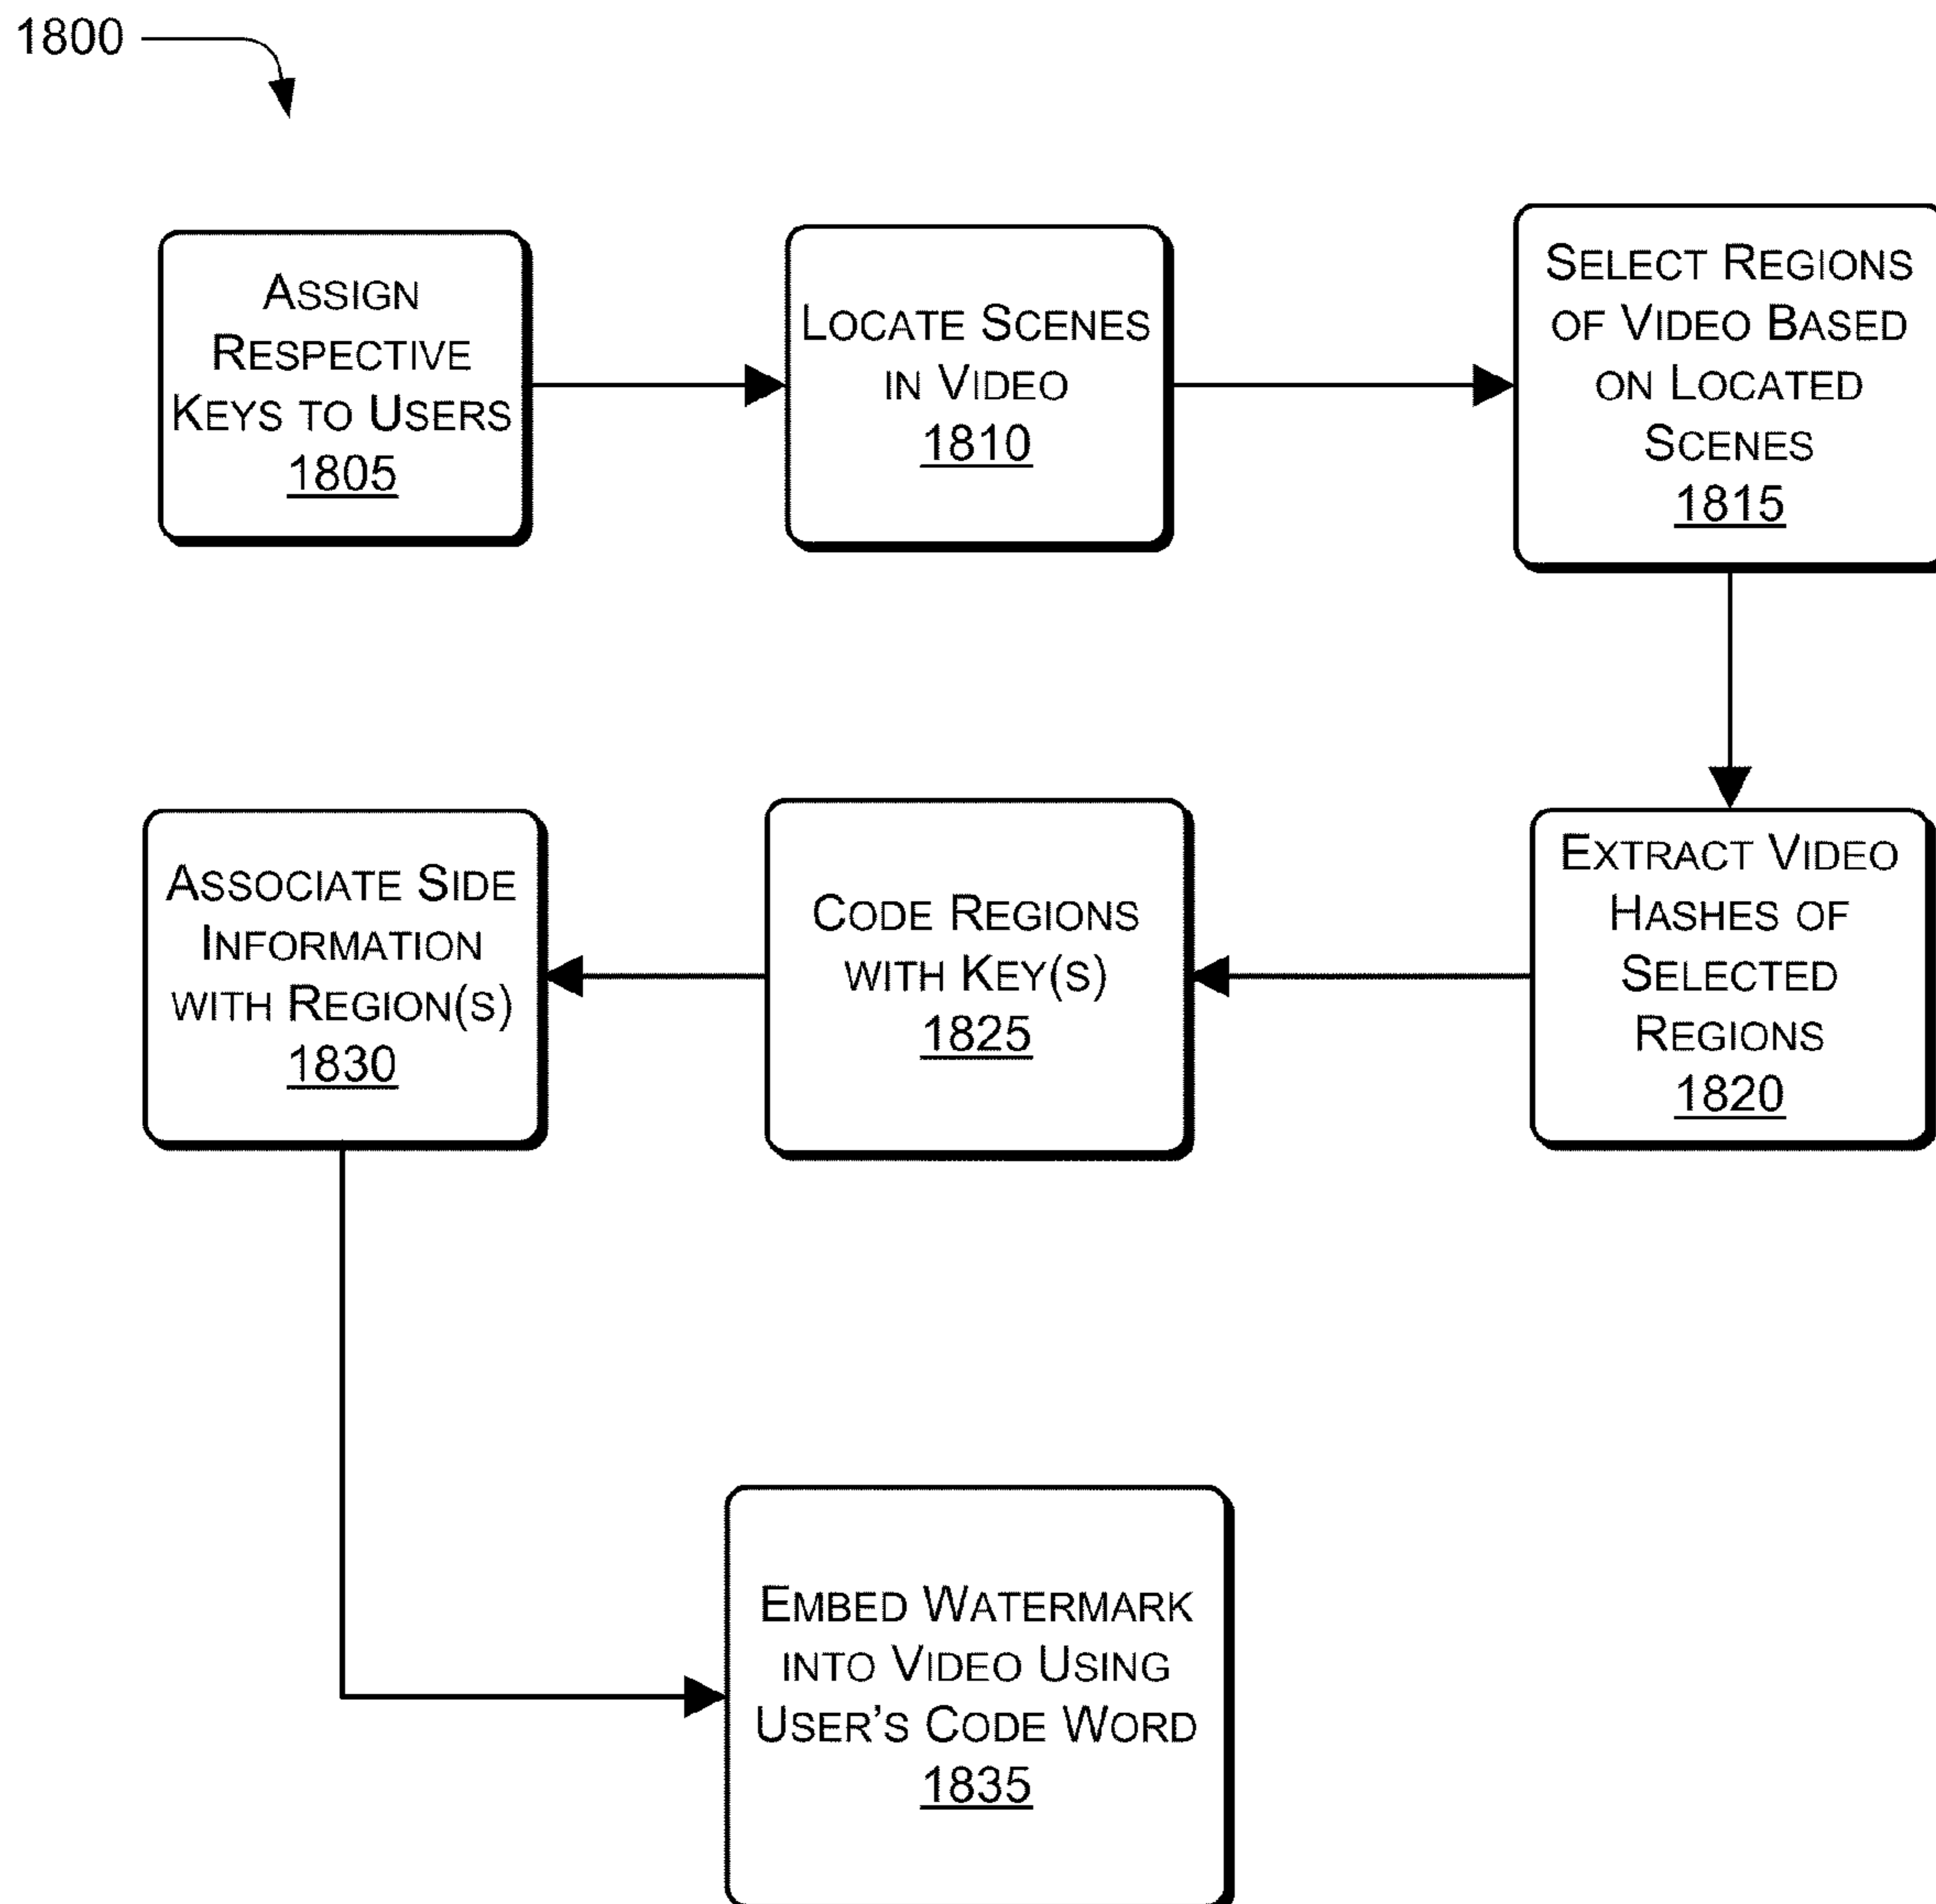 1800
ASSIGN
RESPECTIVE
KEYS TO USERS
1805
LOCATE SCENES
IN VIDEO
1810
SELECT REGIONS
OF VIDEO BASED
ON LOCATED
SCENES
1815
EXTRACT VIDEO
HASHES OF
SELECTED
REGIONS
1820
CODE REGIONS
WITH KEY(S)
1825
ASSOCIATE SIDE
INFORMATION
WITH REGION(S)
1830
EMBED WATERMARK
INTO VIDEO USING
USER'S CODE WORD
1835